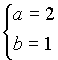 a = 2
b = 1